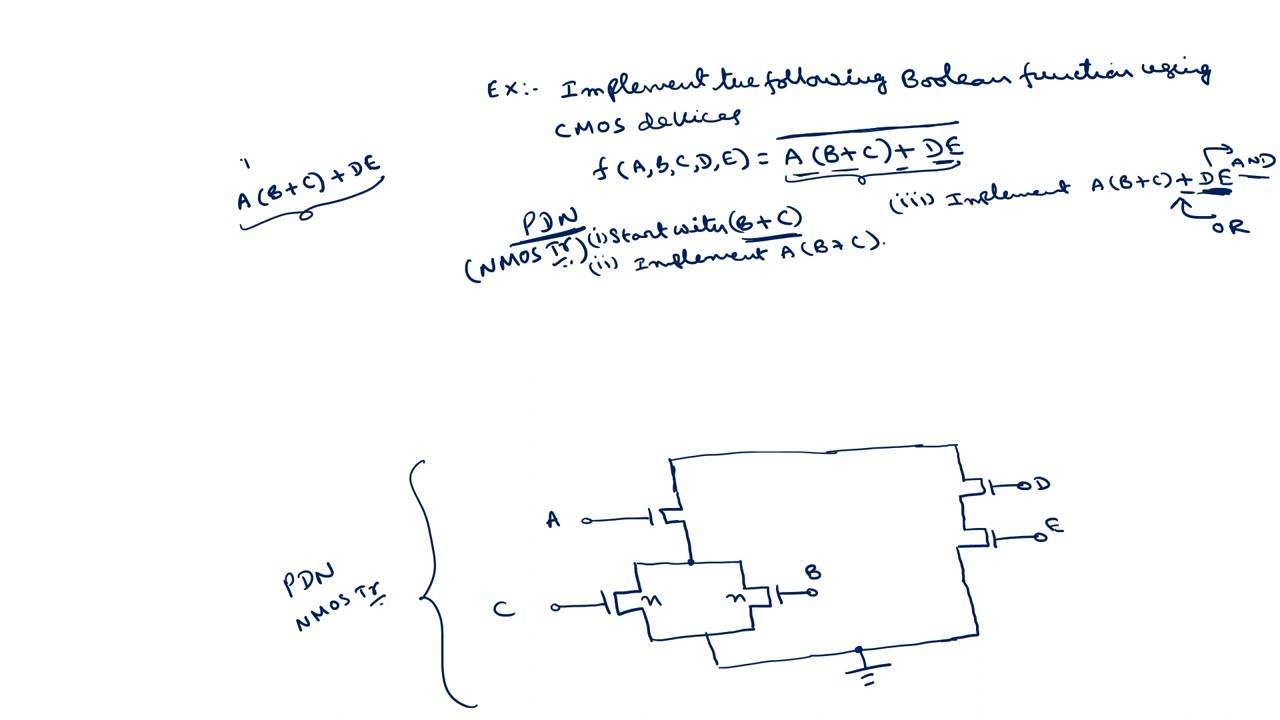 Ex:- Implement the following Boolean function using
CMOS devices
f(A,B,C,D,E) = \overline{A(B+C)+DE}
A(B+C)+DE
PDN
(NMOS Tr) (i) Start with (B+C)
(ii) Implement A(B+C).
(iii) Implement A(B+C)+DE
AND
OR
A
D
E
B
C
n
n
PDN
NMOS Tr